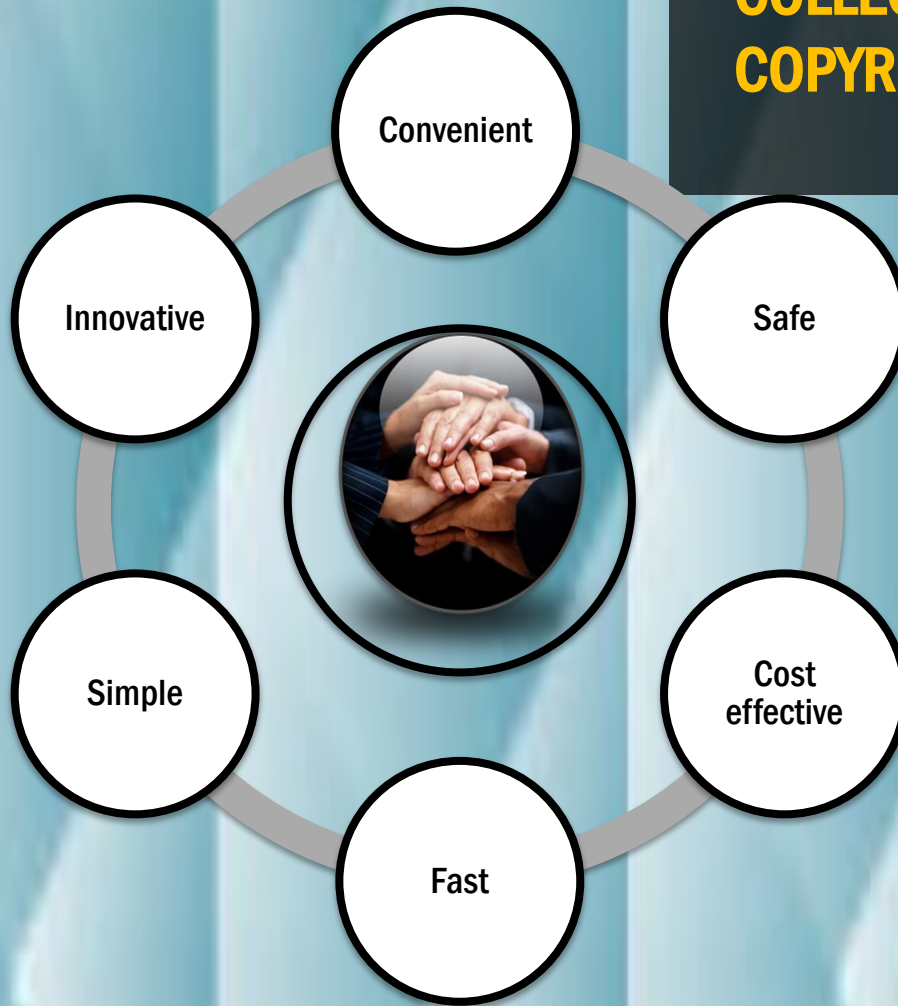 COPYR
Convenient
Innovative
Safe
Simple
Cost
effective
Fast